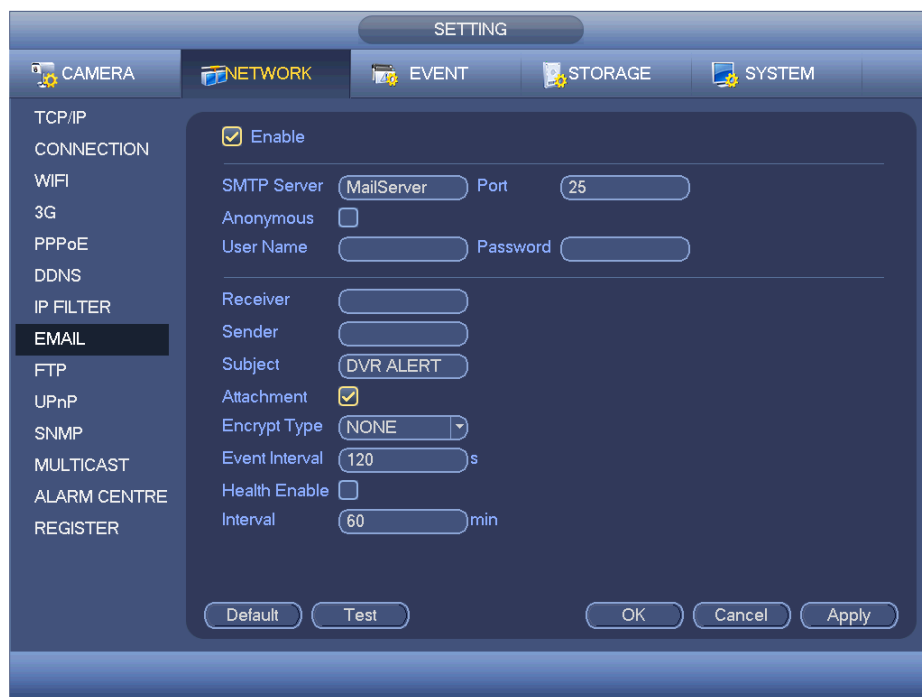 SETTING
CAMERA NETWORK EVENT STORAGE SYSTEM
TCP/IP
CONNECTION
WIFI
3G
PPPoE
DDNS
IP FILTER
EMAIL
FTP
UPnP
SNMP
MULTICAST
ALARM CENTRE
REGISTER
Enable
SMTP Server MailServer Port 25
Anonymous
User Name Password
Receiver
Sender
Subject DVR ALERT
Attachment
Encrypt Type NONE
Event Interval 120 s
Health Enable
Interval 60 min
Default Test OK Cancel Apply